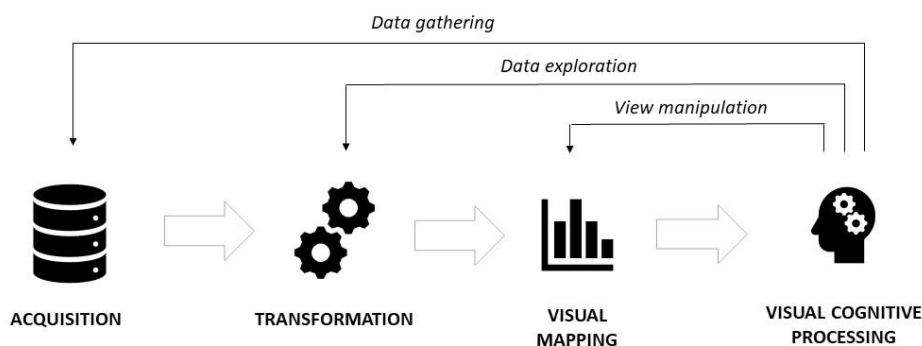 Data gathering
Data exploration
View manipulation
ACQUISITION
TRANSFORMATION
VISUAL
MAPPING
VISUAL COGNITIVE
PROCESSING